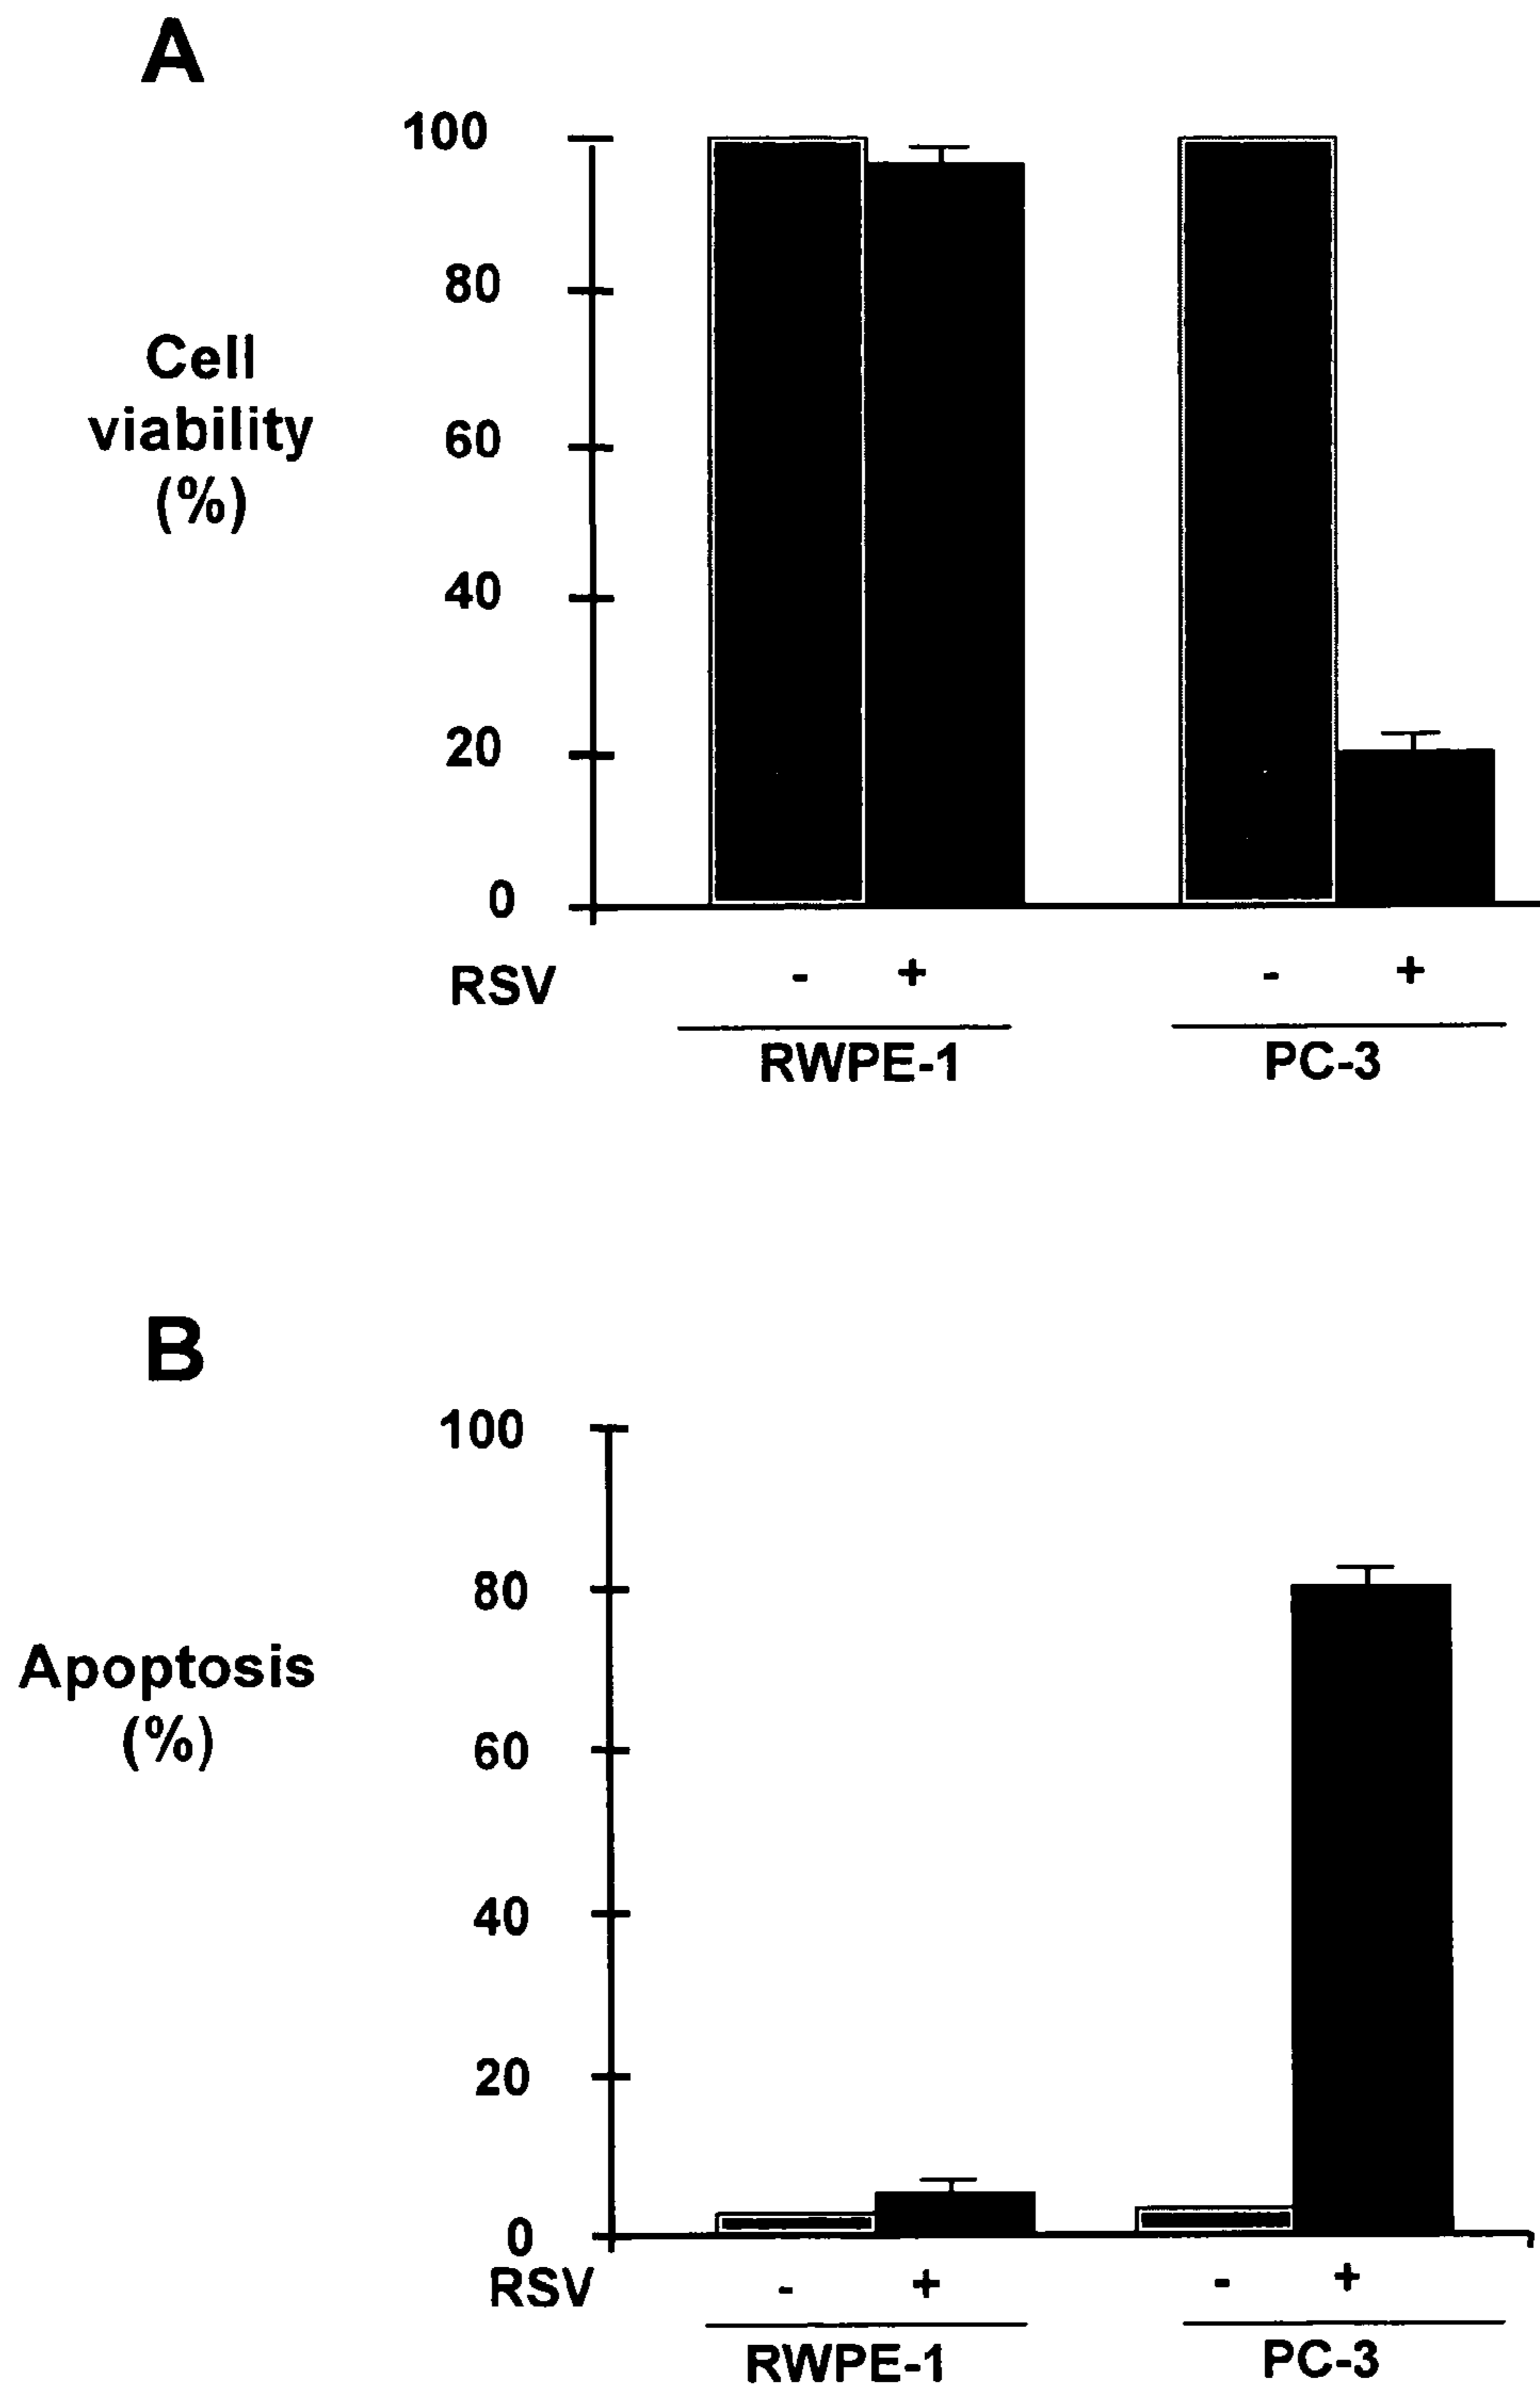 A
100
80
Cell
viability
(%)
60
40
20
0
RSV - + - +
RWPE-1 PC-3
B
100
80
Apoptosis
(%)
60
40
20
0
RSV - + - +
RWPE-1 PC-3